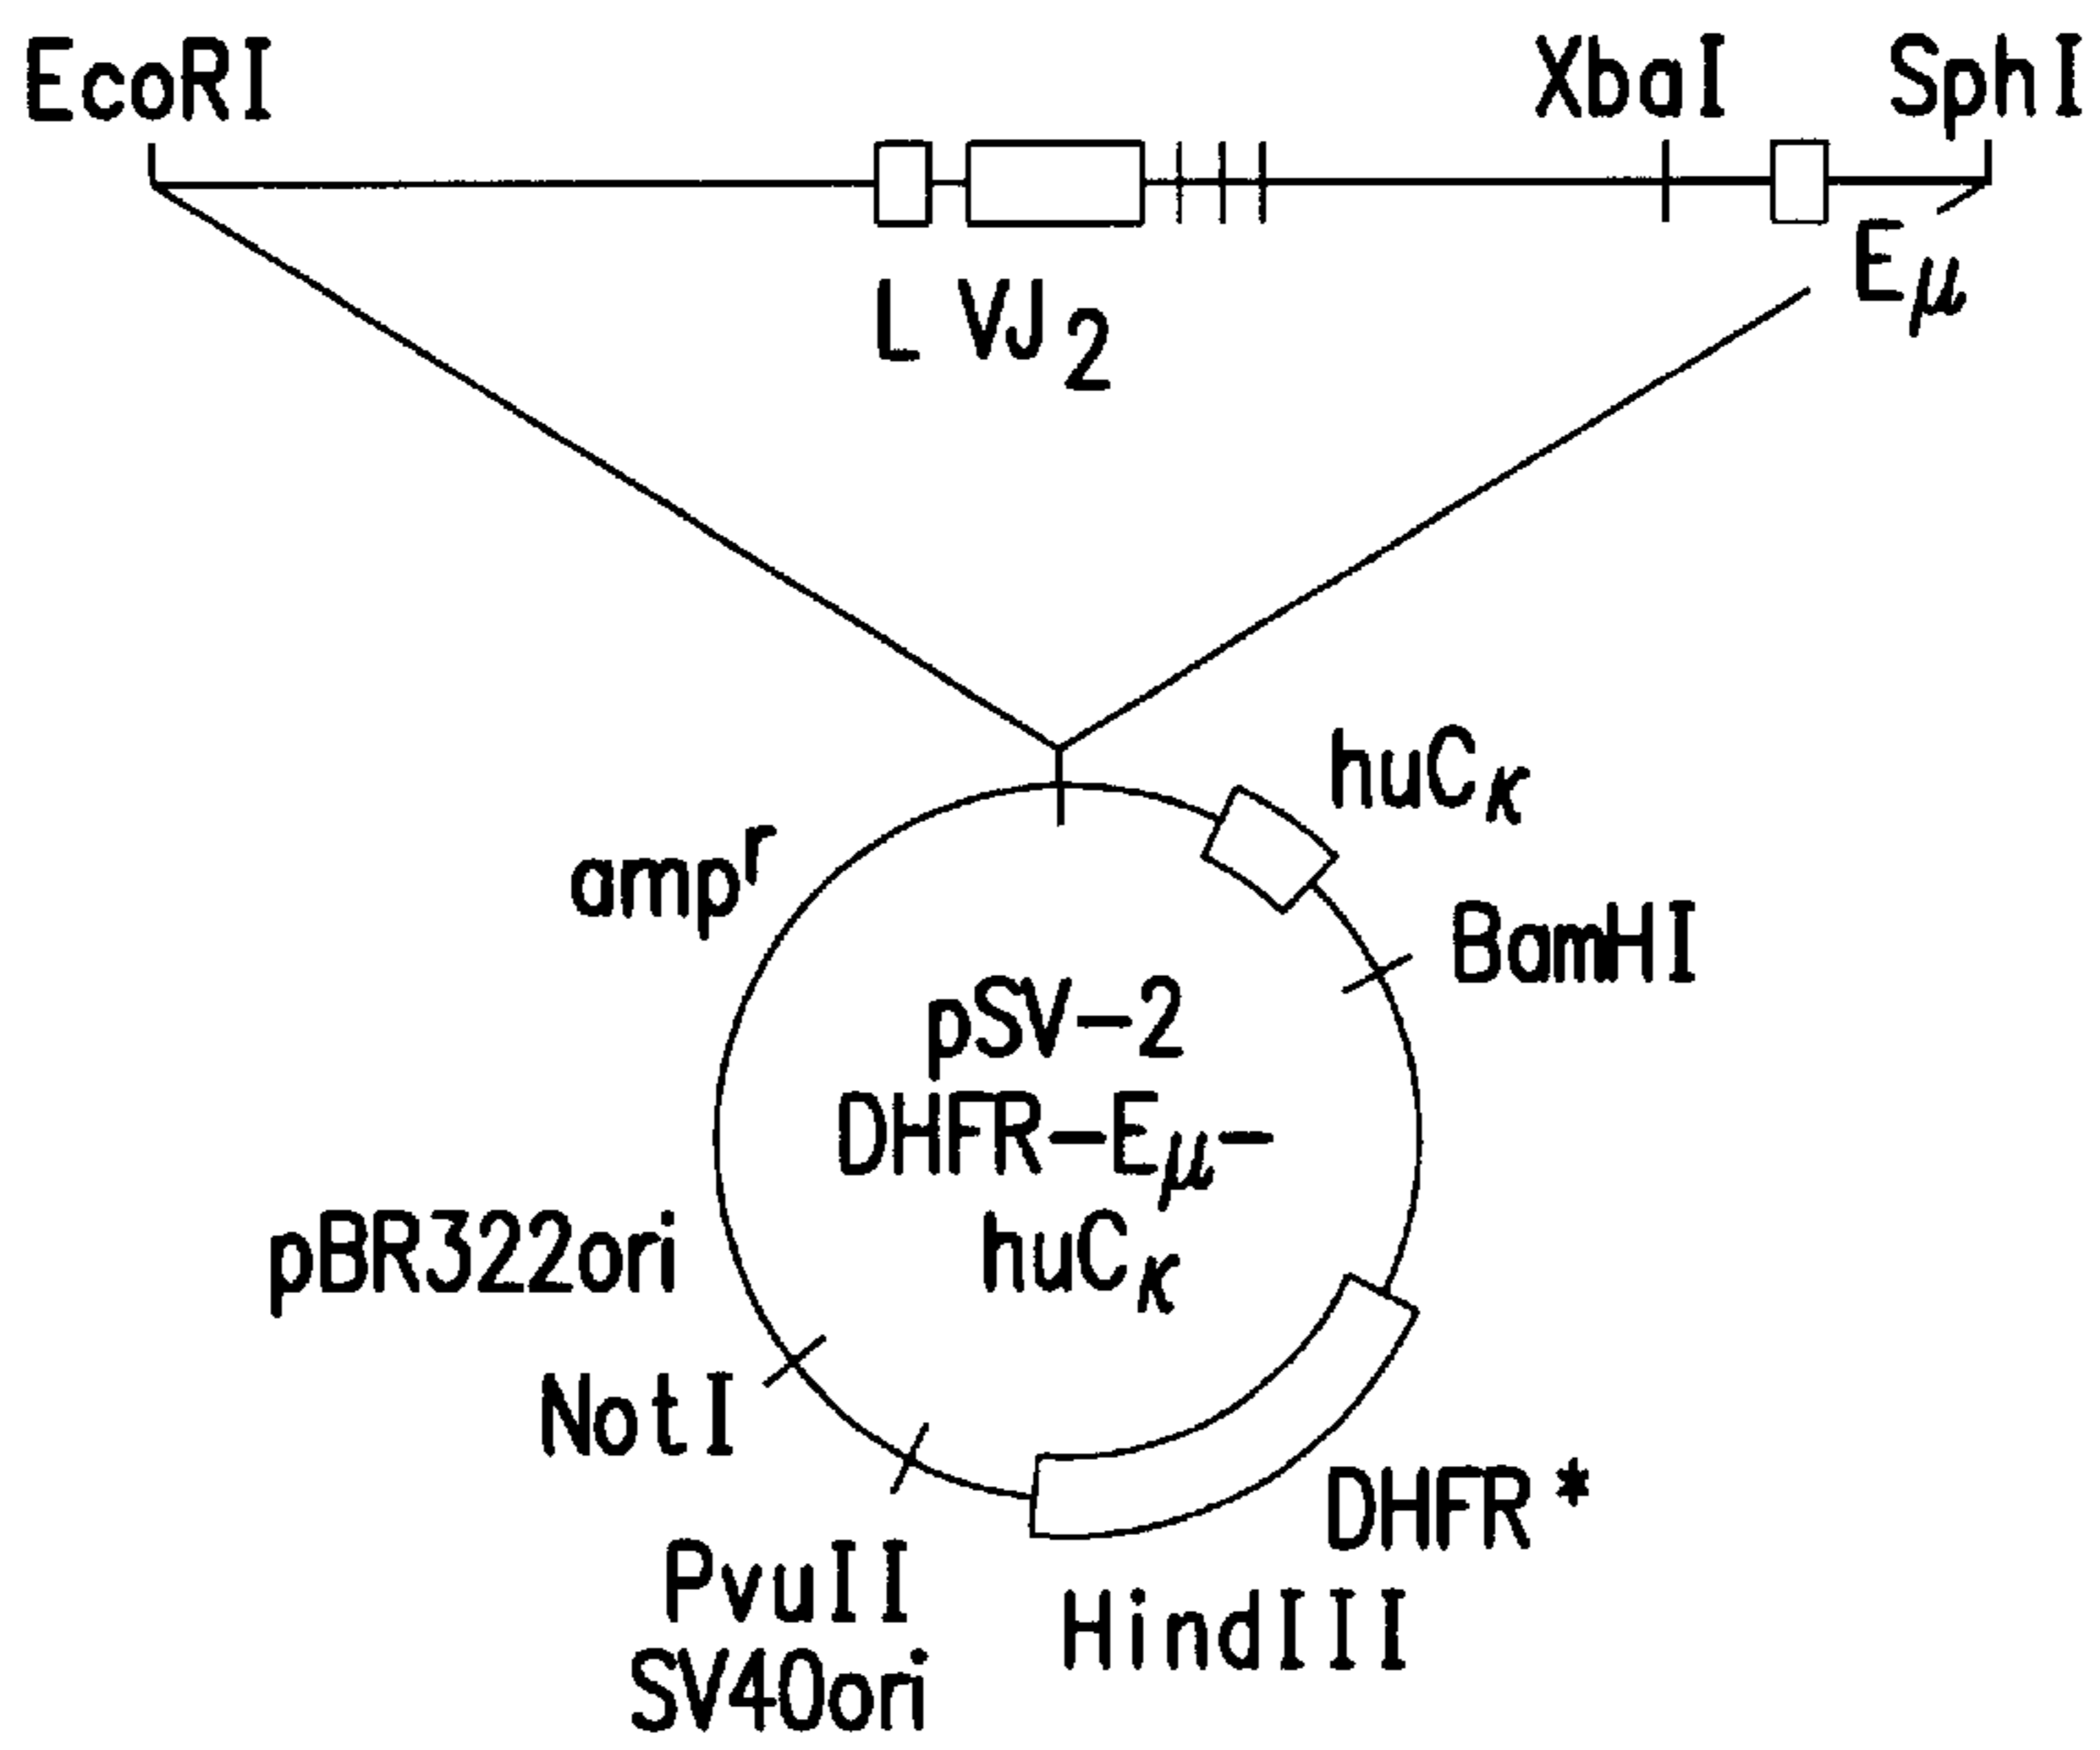 EcoRI XbaI SphI
L VJ2 Eμ
huCκ
ampr
BamHI
pSV-2
DHFR-Eμ-
huCκ
pBR322ori
NotI
DHFR*
PvuII
HindIII
SV40ori